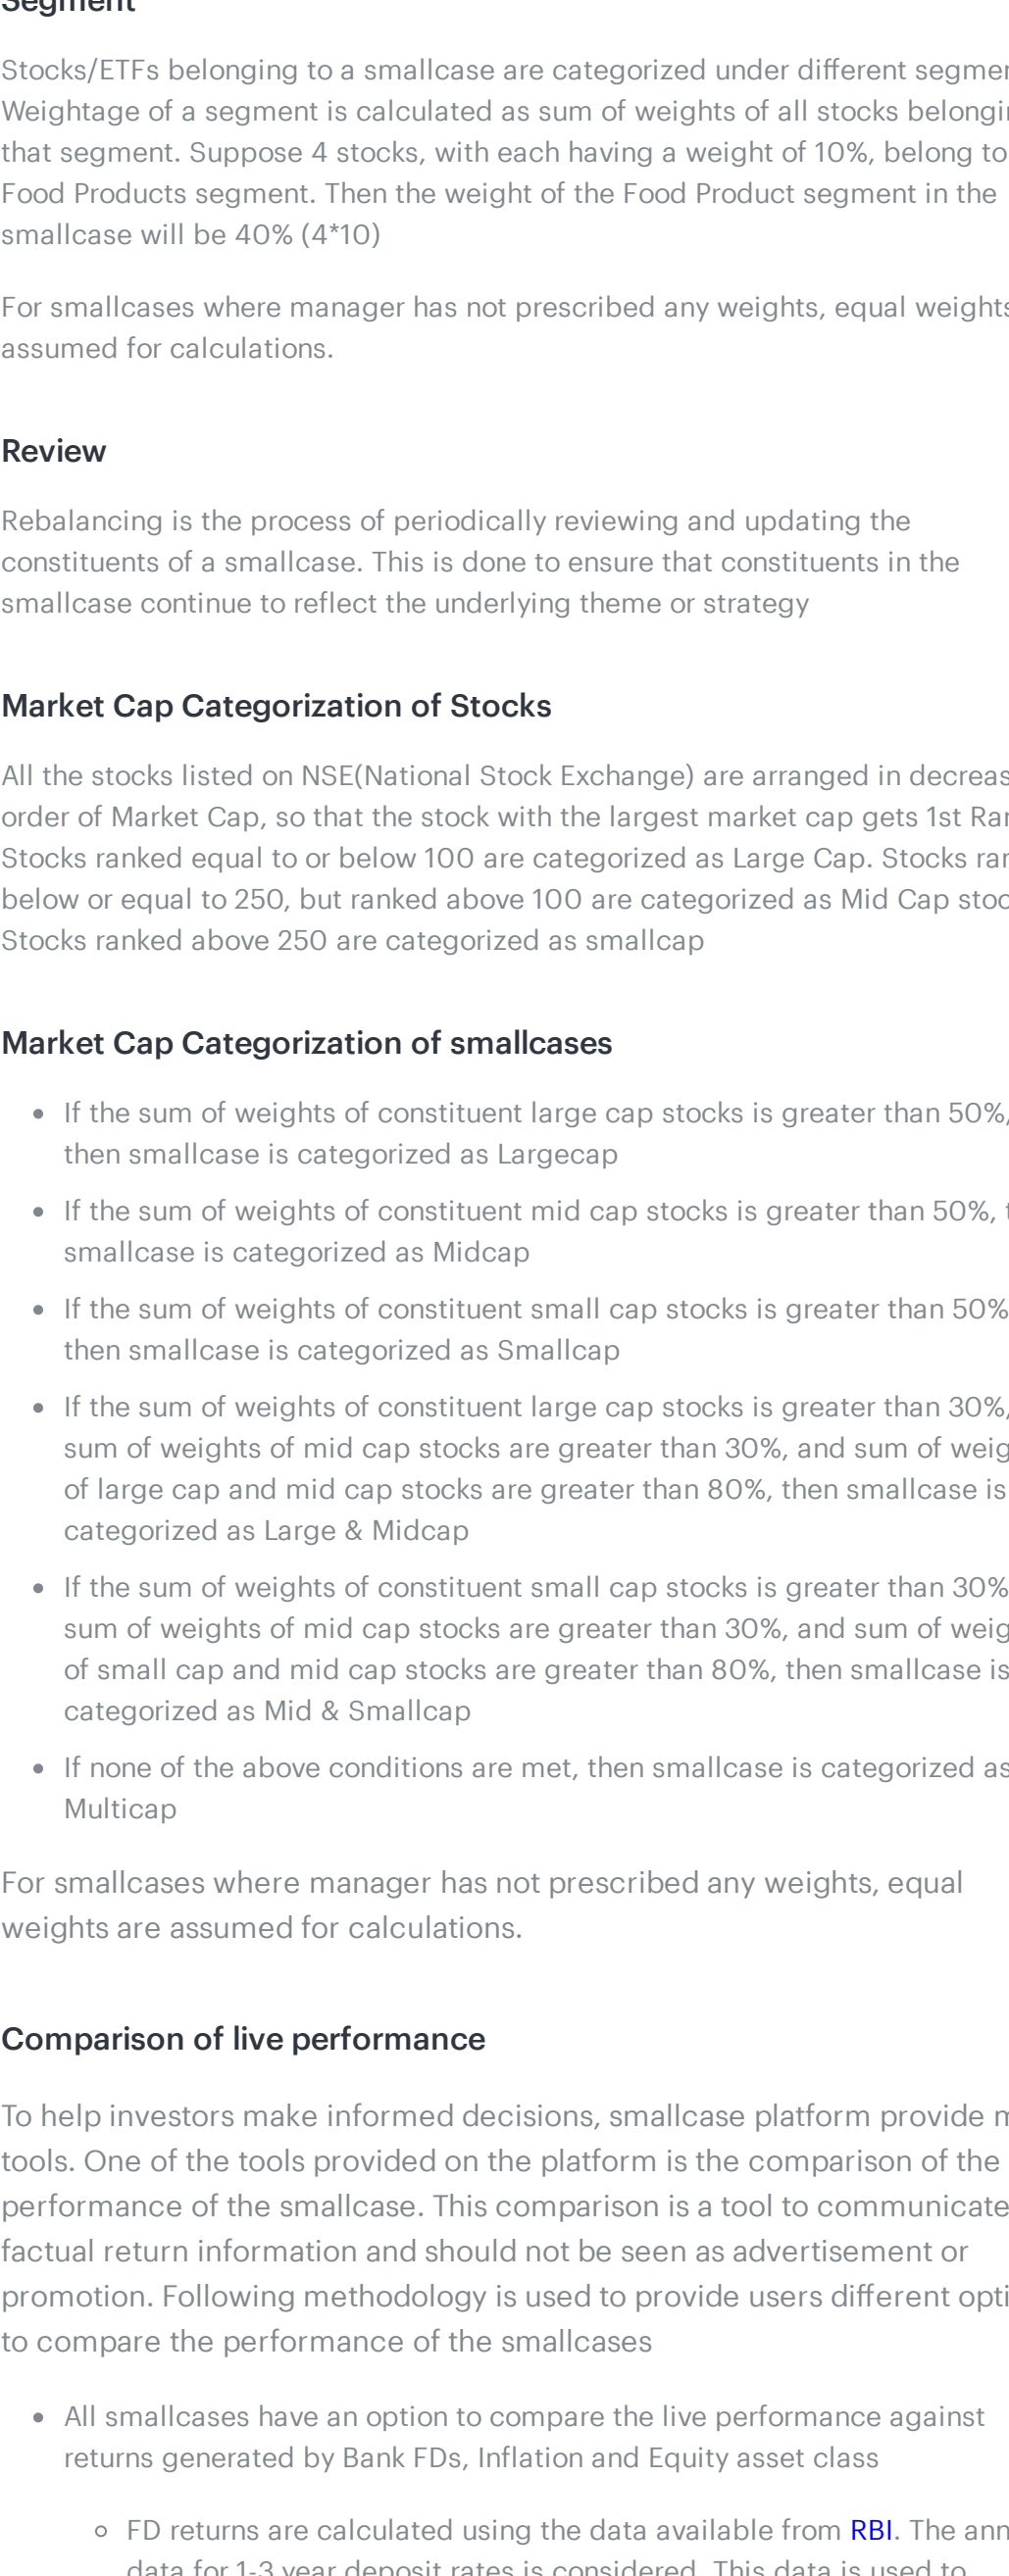 Segment
Stocks/ETFs belonging to a smallcase are categorized under different
Weightage of a segment is calculated as sum of weights of all stocks
that segment. Suppose 4 stocks, with each having a weight of 10%, belong to
Food Products segment. Then the weight of the Food Product segment in the
smallcase will be 40% (4*10)
For smallcases where manager has not prescribed any weights, equal weights
assumed for calculations.
Review
Rebalancing is the process of periodically reviewing and updating the
constituents of a smallcase. This is done to ensure that constituents in the
smallcase continue to reflect the underlying theme or strategy
Market Cap Categorization of Stocks
All the stocks listed on NSE(National Stock Exchange) are arranged in
order of Market Cap, so that the stock with the largest market cap gets 1st
Stocks ranked equal to or below 100 are categorized as Large Cap. Stocks
below or equal to 250, but ranked above 100 are categorized as Mid Cap
Stocks ranked above 250 are categorized as smallcap
Market Cap Categorization of smallcases
If the sum of weights of constituent large cap stocks is greater than 50%,
then smallcase is categorized as Largecap
If the sum of weights of constituent mid cap stocks is greater than 50%,
smallcase is categorized as Midcap
If the sum of weights of constituent small cap stocks is greater than 50%
then smallcase is categorized as Smallcap
If the sum of weights of constituent large cap stocks is greater than 30%,
sum of weights of mid cap stocks are greater than 30%, and sum of
of large cap and mid cap stocks are greater than 80%, then smallcase is
categorized as Large & Midcap
If the sum of weights of constituent small cap stocks is greater than 30%
sum of weights of mid cap stocks are greater than 30%, and sum of
of small cap and mid cap stocks are greater than 80%, then smallcase is
categorized as Mid & Smallcap
If none of the above conditions are met, then smallcase is categorized as
Multicap
For smallcases where manager has not prescribed any weights, equal
weights are assumed for calculations.
Comparison of live performance
To help investors make informed decisions, smallcase platform provide
tools. One of the tools provided on the platform is the comparison of the
performance of the smallcase. This comparison is a tool to communicate
factual return information and should not be seen as advertisement or
promotion. Following methodology is used to provide users different
to compare the performance of the smallcases
All smallcases have an option to compare the live performance against
returns generated by Bank FDs, Inflation and Equity asset class
FD returns are calculated using the data available from RBI. The
data for 1-3 year deposit rates is considered. This data is used to